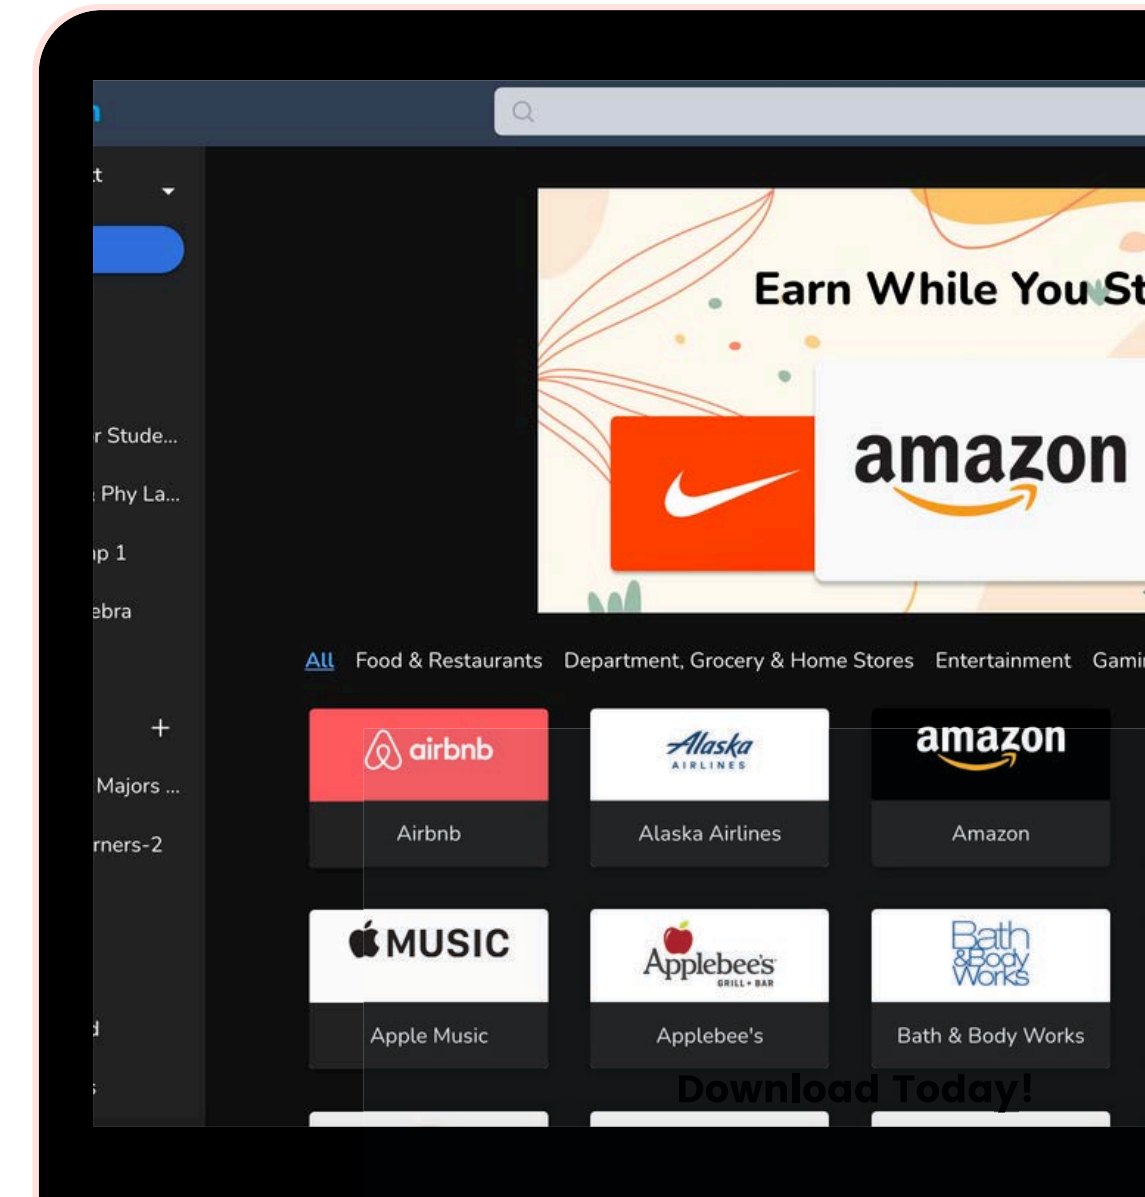 Earn While You St
amazon
r Stude...
Phy La...
p 1
ebra
All Food & Restaurants Department, Grocery & Home Stores Entertainment Gamin
+
Majors ...
rners-2
airbnb Alaska AIRLINES amazon
Airbnb Alaska Airlines Amazon
MUSIC Applebee's GRILL + BAR Bath & Body Works
Apple Music Applebee's Bath & Body Works
Download Today!